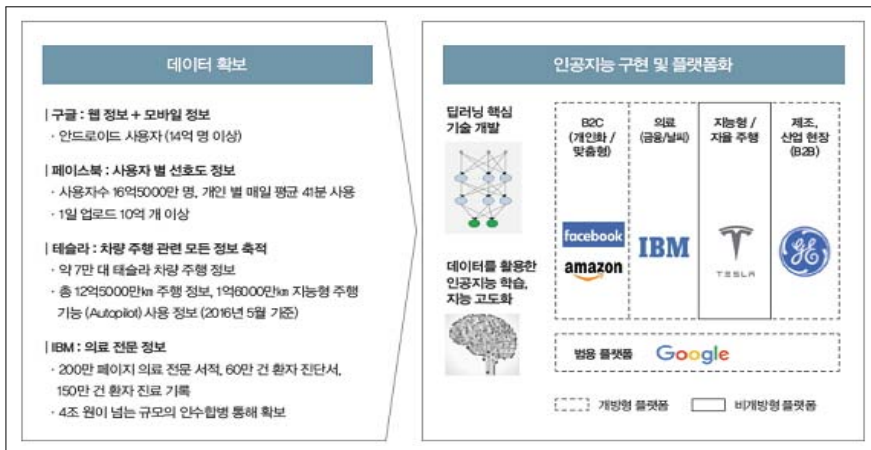 데이터 확보
| 구글 : 웹 정보 + 모바일 정보
· 안드로이드 사용자 (14억 명 이상)
| 페이스북 : 사용자 별 선호도 정보
· 사용자수 16억5000만 명, 개인 별 매일 평균 41분 사용
· 1일 업로드 10억 개 이상
| 테슬라 : 차량 주행 관련 모든 정보 축적
· 약 7만 대 태슬라 차량 주행 정보
· 총 12억5000만㎞ 주행 정보, 1억6000만㎞ 지능형 주행
기능 (Autopilot) 사용 정보 (2016년 5월 기준)
| IBM : 의료 전문 정보
· 200만 페이지 의료 전문 서적, 60만 건 환자 진단서,
150만 건 환자 진료 기록
· 4조 원이 넘는 규모의 인수합병 통해 확보
인공지능 구현 및 플랫폼화
딥러닝 핵심
기술 개발
데이터를 활용한
인공지능 학습,
지능 고도화
B2C
(개인화 /
맞춤형)
facebook
amazon
의료
(금융/날씨)
IBM
지능형 /
자율 주행
TESLA
제조,
산업 현장
(B2B)
GE
범용 플랫폼
Google
개방형 플랫폼
비개방형 플랫폼